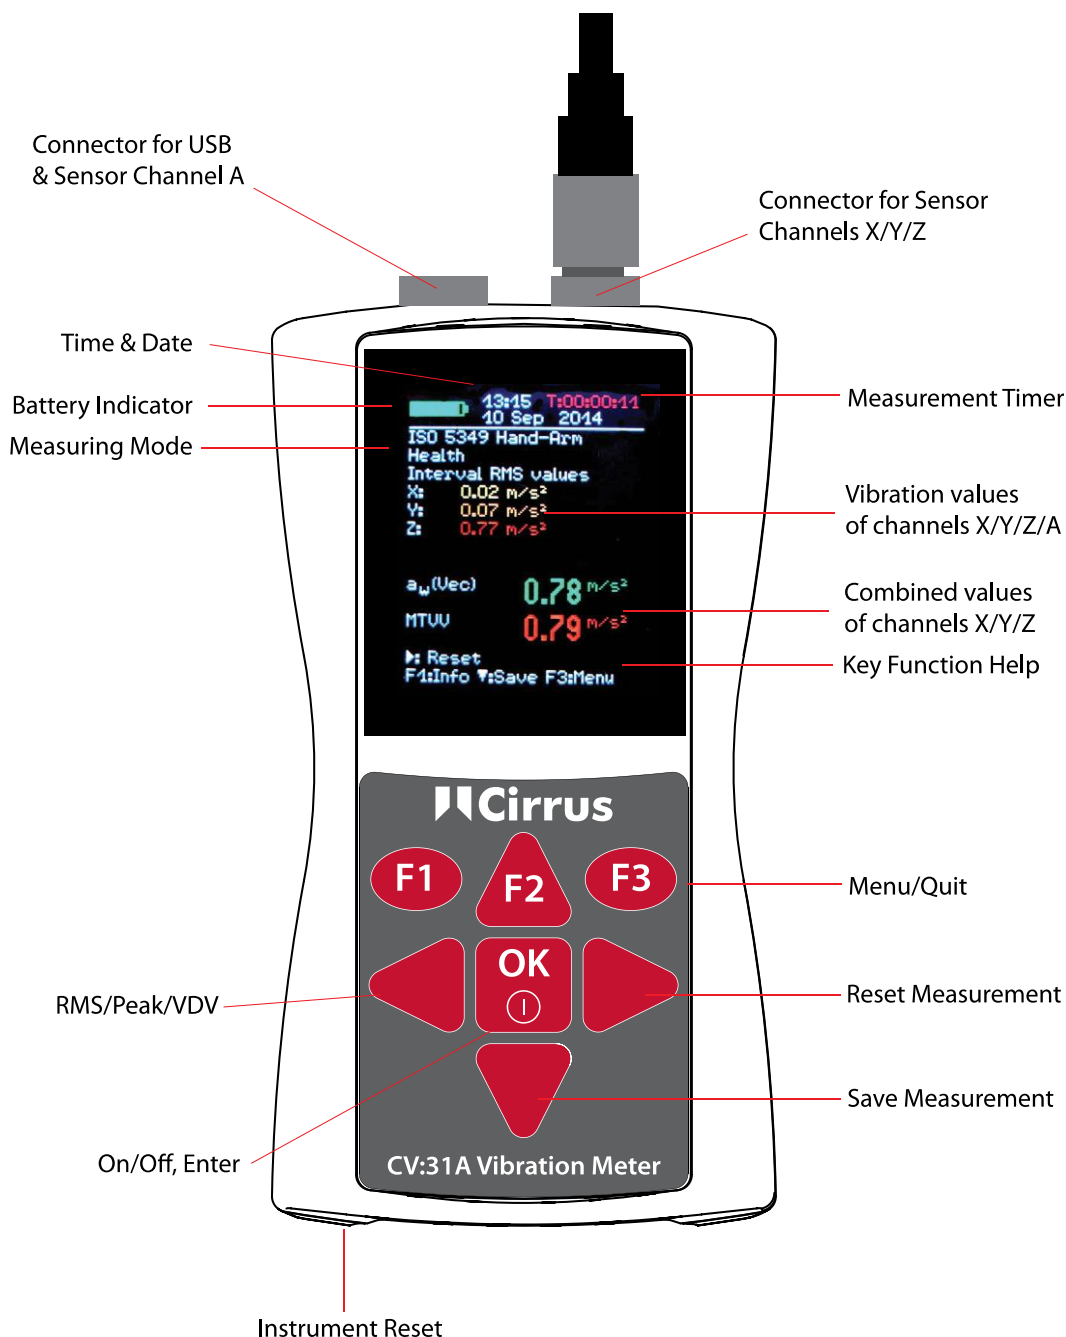 Connector for USB
& Sensor Channel A
Connector for Sensor
Channels X/Y/Z
Time & Date
Battery Indicator
Measuring Mode
Measurement Timer
Vibration values
of channels X/Y/Z/A
Combined values
of channels X/Y/Z
Key Function Help
13:15 T:00:00:11
10 Sep 2014
ISO 5349 Hand-Arm
Health
Interval RMS values
X: 0.02 m/s²
Y: 0.07 m/s²
Z: 0.77 m/s²
aw(Vec) 0.78 m/s²
MTVV 0.79 m/s²
▶: Reset
F1:Info ▼:Save F3:Menu
Cirrus
F1
F2
F3
Menu/Quit
OK
RMS/Peak/VDV
Reset Measurement
Save Measurement
On/Off, Enter
CV:31A Vibration Meter
Instrument Reset